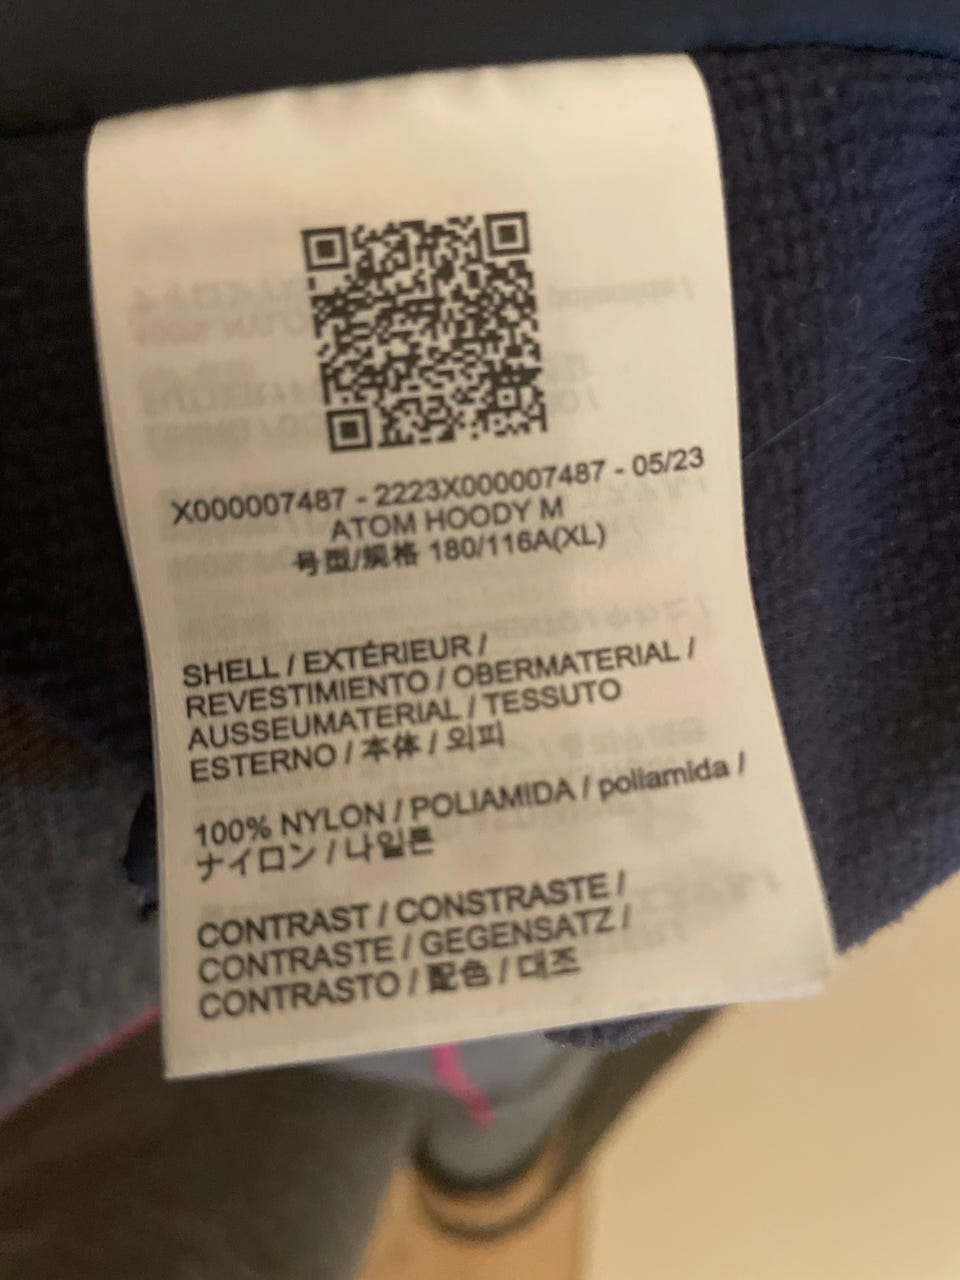 X000007487 - 2223X000007487 - 05/23
ATOM HOODY M
号型/规格 180/116A(XL)
SHELL / EXTÉRIEUR /
REVESTIMIENTO / OBERMATERIAL /
AUSSEUMATERIAL / TESSUTO
ESTERNO / 本体 / 외피
100% NYLON / POLIAMIDA / poliamida /
ナイロン / 나일론
CONTRAST / CONSTRASTE /
CONTRASTE / GEGENSATZ /
CONTRASTO / 配色 / 대조